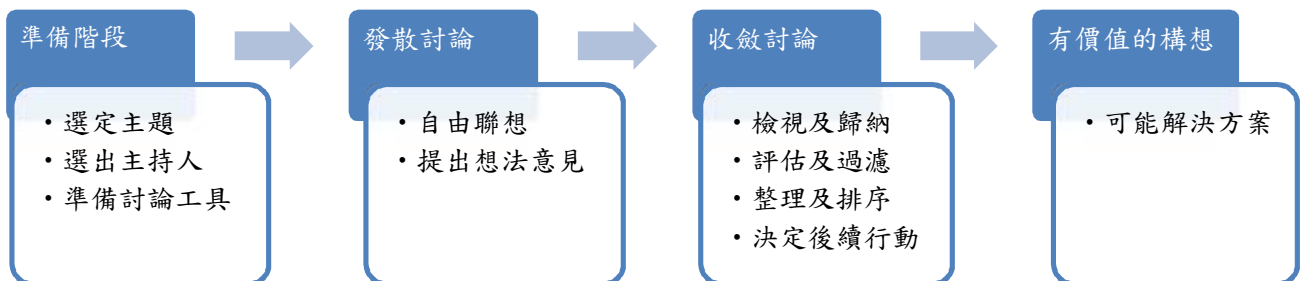 準備階段
• 選定主題
• 選出主持人
• 準備討論工具
發散討論
• 自由聯想
• 提出想法意見
收斂討論
• 檢視及歸納
• 評估及過濾
• 整理及排序
• 決定後續行動
有價值的構想
• 可能解決方案